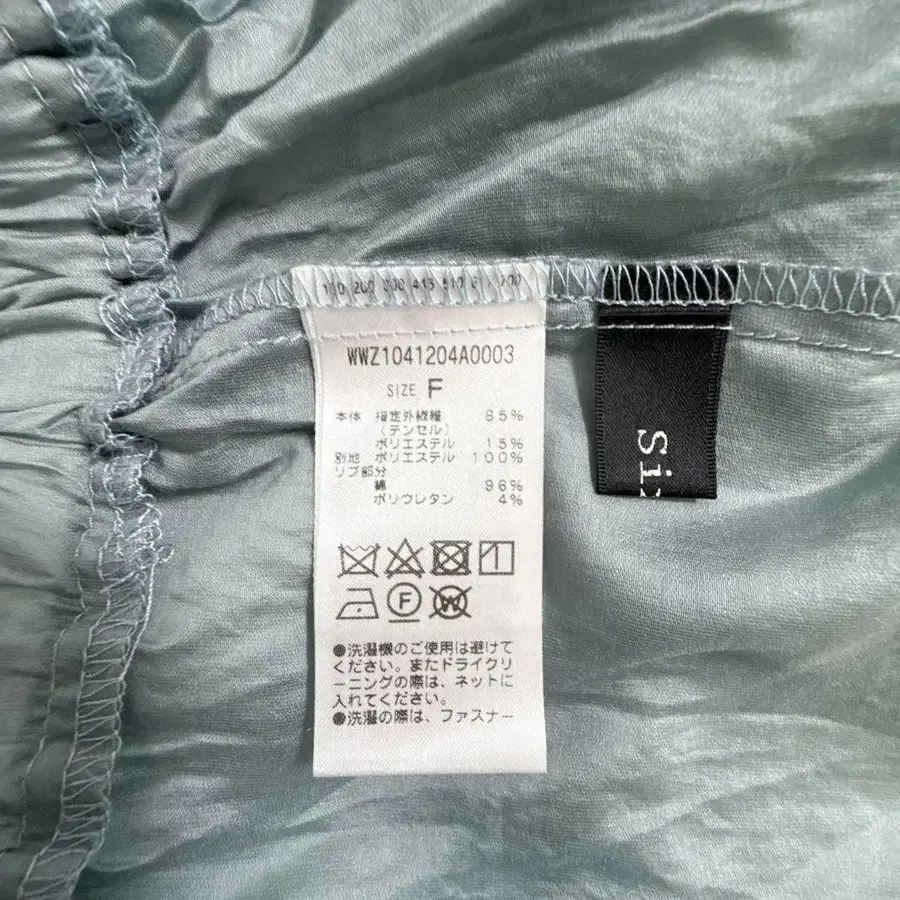 WWZ1041204A0003
SIZE F
本体 指定外繊維 85%
(テンセル)
ポリエステル 15%
別地 ポリエステル 100%
リブ部分
綿 96%
ポリウレタン 4%
F
W
●洗濯機のご使用は避けて
ください。またドライクリ
ーニングの際は、ネットに
入れてください。
●洗濯の際は、ファスナー